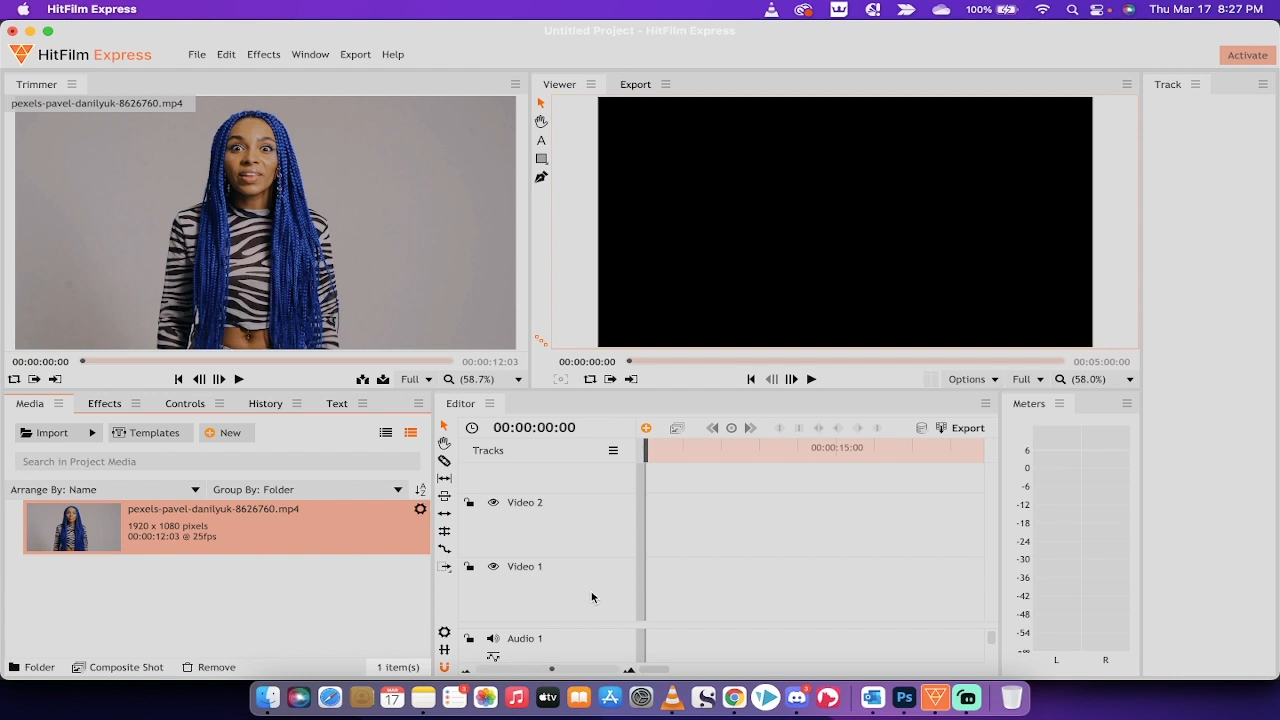 100%
Thu Mar 17 8:27 PM
Untitled Project - HitFilm Express
HitFilm Express
File Edit Effects Window Export Help
Activate
Trimmer
Viewer
Export
Track
pexels-pavel-danilyuk-8626760.mp4
A
00:00:00:00
00:00:12:03
00:00:00:00
00:05:00:00
Full
(58.7%)
Options
Full
(58.0%)
Media
Effects
Controls
History
Text
Editor
Meters
Import
Templates
New
00:00:00:00
Export
Tracks
00:00:15:00
Search in Project Media
Arrange By: Name
Group By: Folder
pexels-pavel-danilyuk-8626760.mp4
1920 x 1080 pixels
00:00:12:03 @ 25fps
Video 2
Video 1
Audio 1
6
0
-6
-12
-18
-24
-30
-36
-42
-48
-54
-∞
L R
Folder
Composite Shot
Remove
1 item(s)
MAR
17
3
tv
3
Ps